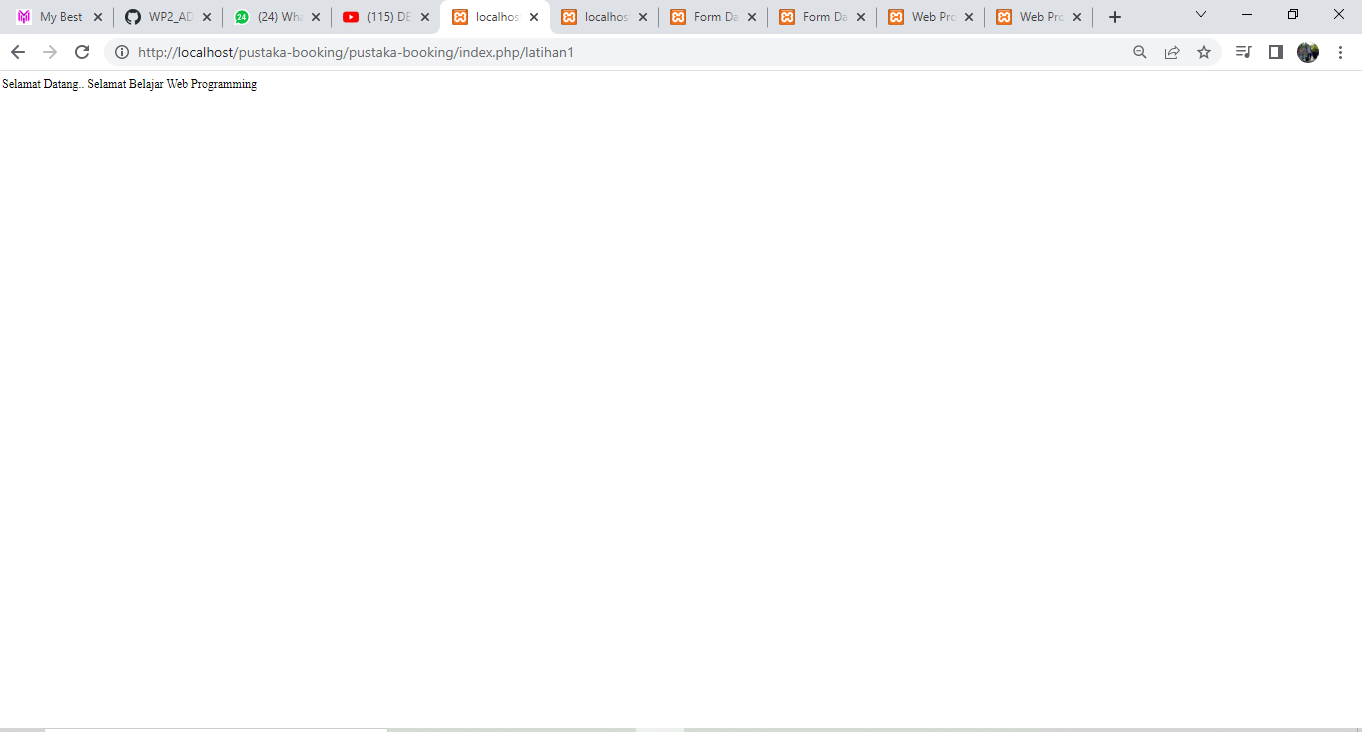 My Best
WP2_AD
24
(24) Wha
(115) DE
localhos
localhos
Form Da
Form Da
Web Pro
Web Pro
http://localhost/pustaka-booking/pustaka-booking/index.php/latihan1
Selamat Datang.. Selamat Belajar Web Programming